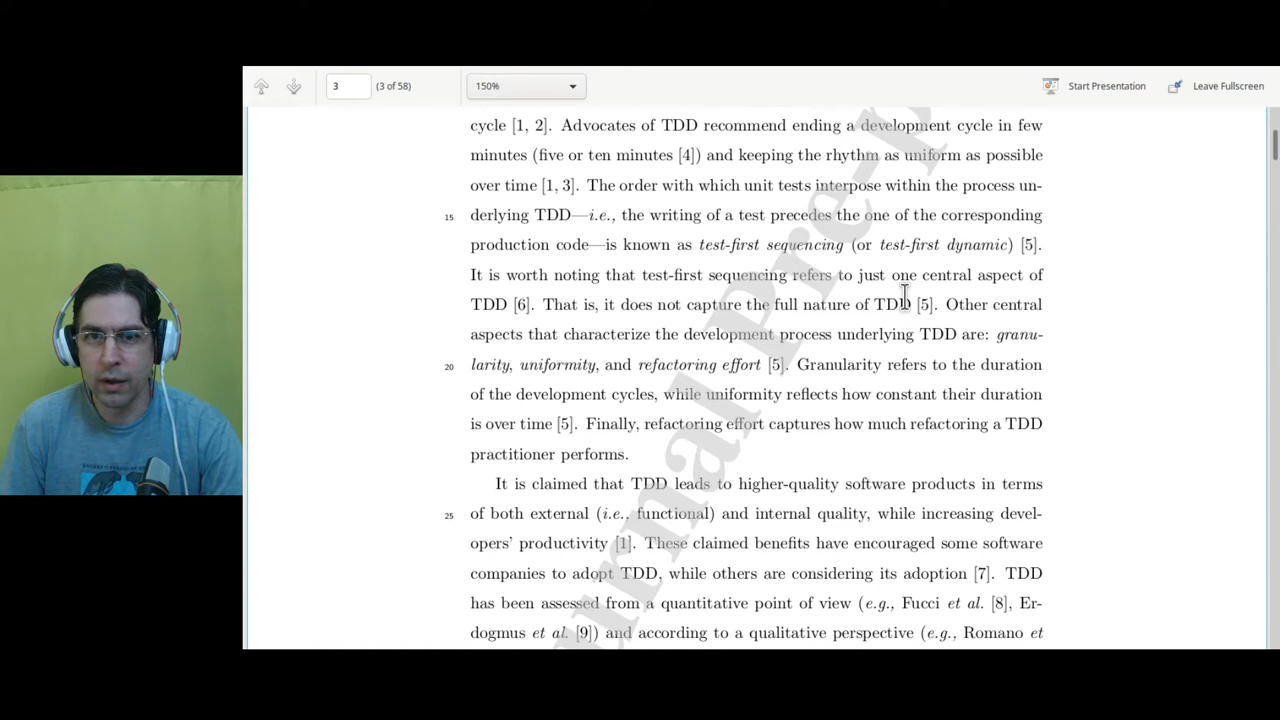 3
(3 of 58)
150%
Start Presentation
Leave Fullscreen
cycle [1, 2]. Advocates of TDD recommend ending a development cycle in few
minutes (five or ten minutes [4]) and keeping the rhythm as uniform as possible
over time [1, 3]. The order with which unit tests interpose within the process un-
15 derlying TDD—i.e., the writing of a test precedes the one of the corresponding
production code—is known as test-first sequencing (or test-first dynamic) [5].
It is worth noting that test-first sequencing refers to just one central aspect of
TDD [6]. That is, it does not capture the full nature of TDD [5]. Other central
aspects that characterize the development process underlying TDD are: granu-
20 larity, uniformity, and refactoring effort [5]. Granularity refers to the duration
of the development cycles, while uniformity reflects how constant their duration
is over time [5]. Finally, refactoring effort captures how much refactoring a TDD
practitioner performs.
It is claimed that TDD leads to higher-quality software products in terms
25 of both external (i.e., functional) and internal quality, while increasing devel-
opers' productivity [1]. These claimed benefits have encouraged some software
companies to adopt TDD, while others are considering its adoption [7]. TDD
has been assessed from a quantitative point of view (e.g., Fucci et al. [8], Er-
dogmus et al. [9]) and according to a qualitative perspective (e.g., Romano et
urnal Pre-p